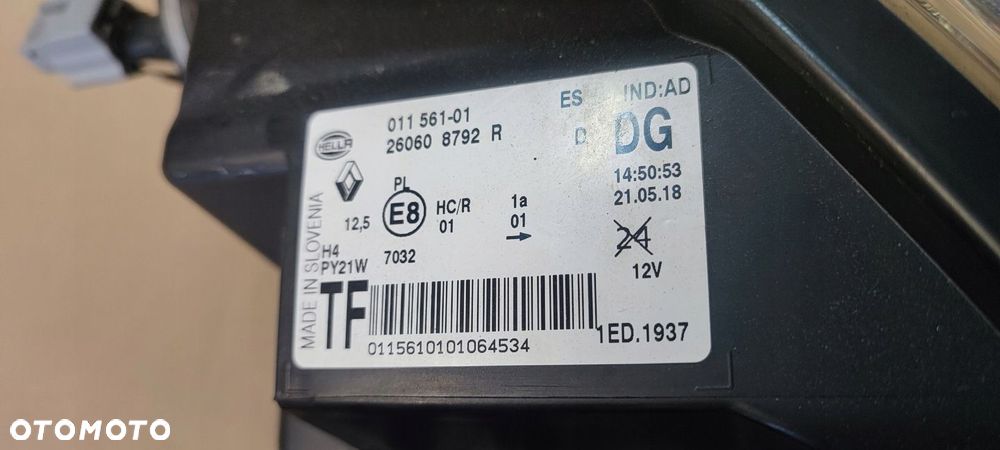 HELLA
011 561-01
26060 8792 R
ES IND:AD
D DG
14:50:53
21.05.18
12,5
PL
E8
HC/R
01
1a
01
→
24
12V
H4
PY21W
7032
MADE IN SLOVENIA
TF
0115610101064534
1ED.1937
OTOMOTO